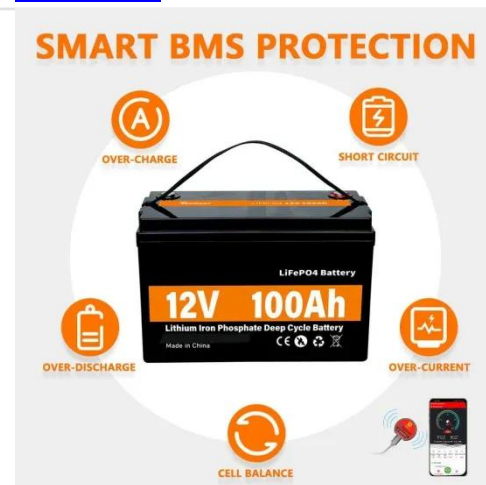 SMART BMS PROTECTION
OVER-CHARGE
SHORT CIRCUIT
LiFePO4 Battery
12V 100Ah
Lithium Iron Phosphate Deep Cycle Battery
Made in China
CE
OVER-DISCHARGE
OVER-CURRENT
CELL BALANCE